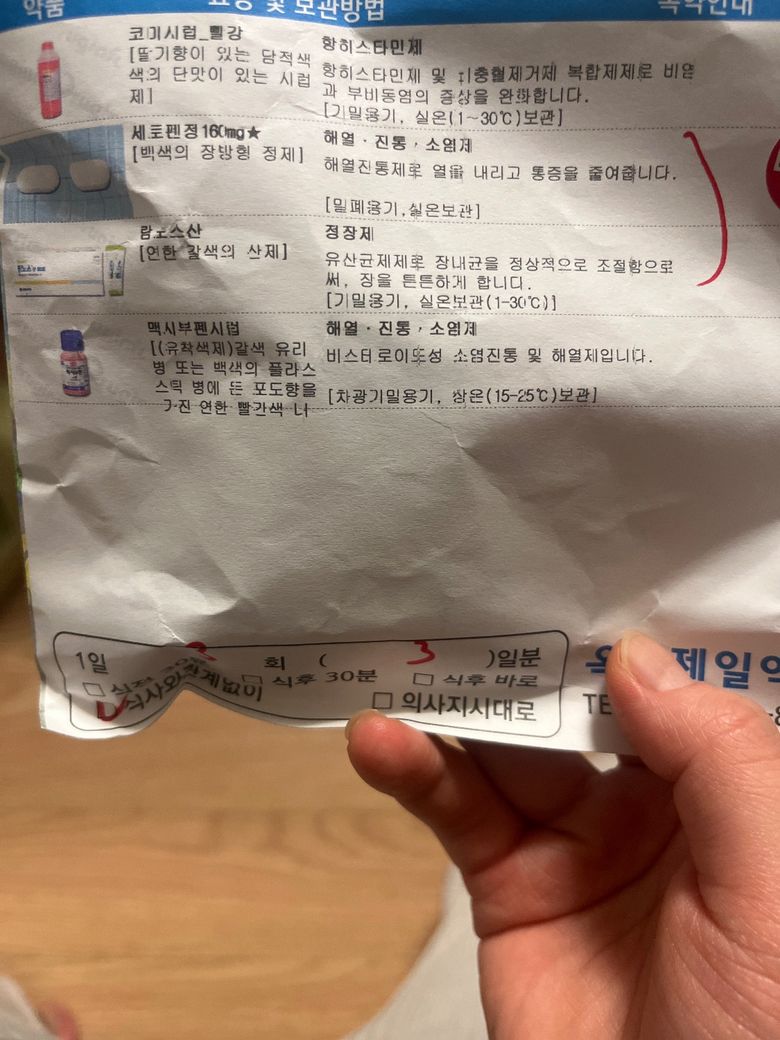 약품
및 보관방법
복약안내
코미시럽_빨강
[딸기향이 있는 담적색
색의 단맛이 있는 시럽
제]
항히스타민제
항히스타민제 및 비충혈제거제 복합제제로 비염
과 부비동염의 증상을 완화합니다.
[기밀용기, 실온(1~30℃)보관]
세토펜정160mg★
[백색의 장방형 정제]
해열·진통·소염제
해열진통제로 열을 내리고 통증을 줄여줍니다.
[밀폐용기,실온보관]
람노스산
[연한 갈색의 산제]
정장제
유산균제제로 장내균을 정상적으로 조절함으로
써, 장을 튼튼하게 합니다.
[기밀용기, 실온보관(1-30℃)]
맥시부펜시럽
[(유착색제)갈색 유리
병 또는 백색의 플라스
스틱 병에 든 포도향을
가진 연한 빨간색 너
해열·진통·소염제
비스테로이드성 소염진통 및 해열제입니다.
[차광기밀용기, 상온(15-25℃)보관]
1일 회 ( 3 )일분
식후 30분 식후 바로
식사와관계없이 의사지시대로
제일
TE